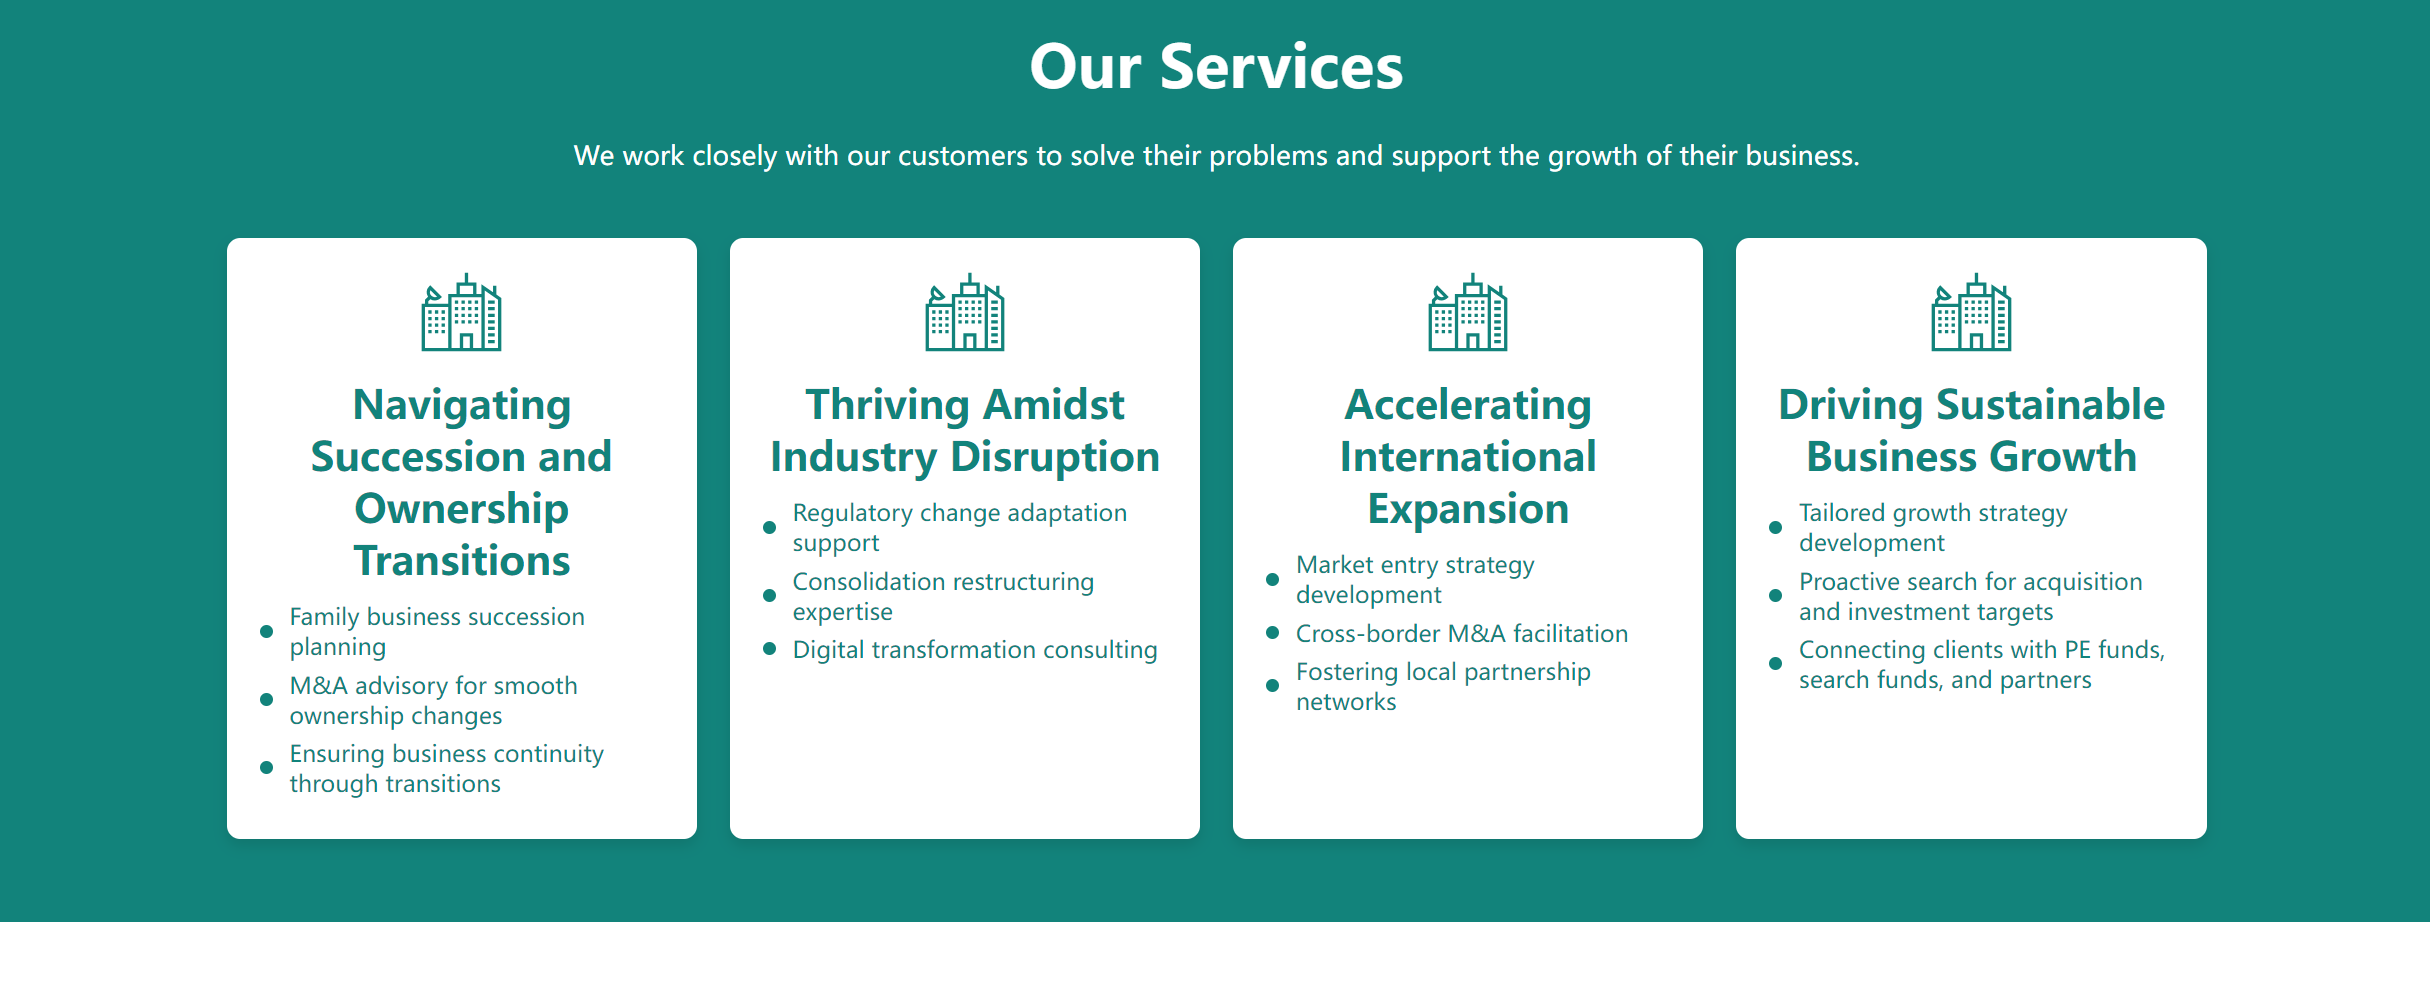 Our Services
We work closely with our customers to solve their problems and support the growth of their business.
Navigating
Succession and
Ownership
Transitions
Family business succession
planning
M&A advisory for smooth
ownership changes
Ensuring business continuity
through transitions
Thriving Amidst
Industry Disruption
Regulatory change adaptation
support
Consolidation restructuring
expertise
Digital transformation consulting
Accelerating
International
Expansion
Market entry strategy
development
Cross-border M&A facilitation
Fostering local partnership
networks
Driving Sustainable
Business Growth
Tailored growth strategy
development
Proactive search for acquisition
and investment targets
Connecting clients with PE funds,
search funds, and partners